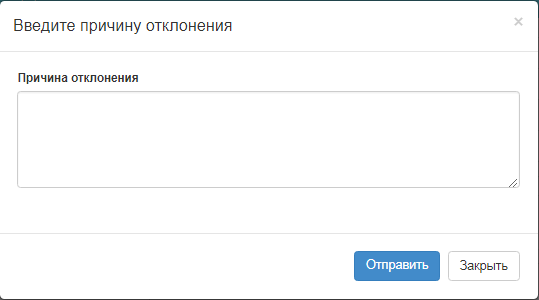 Введите причину отклонения
×
Причина отклонения
Отправить
Закрыть